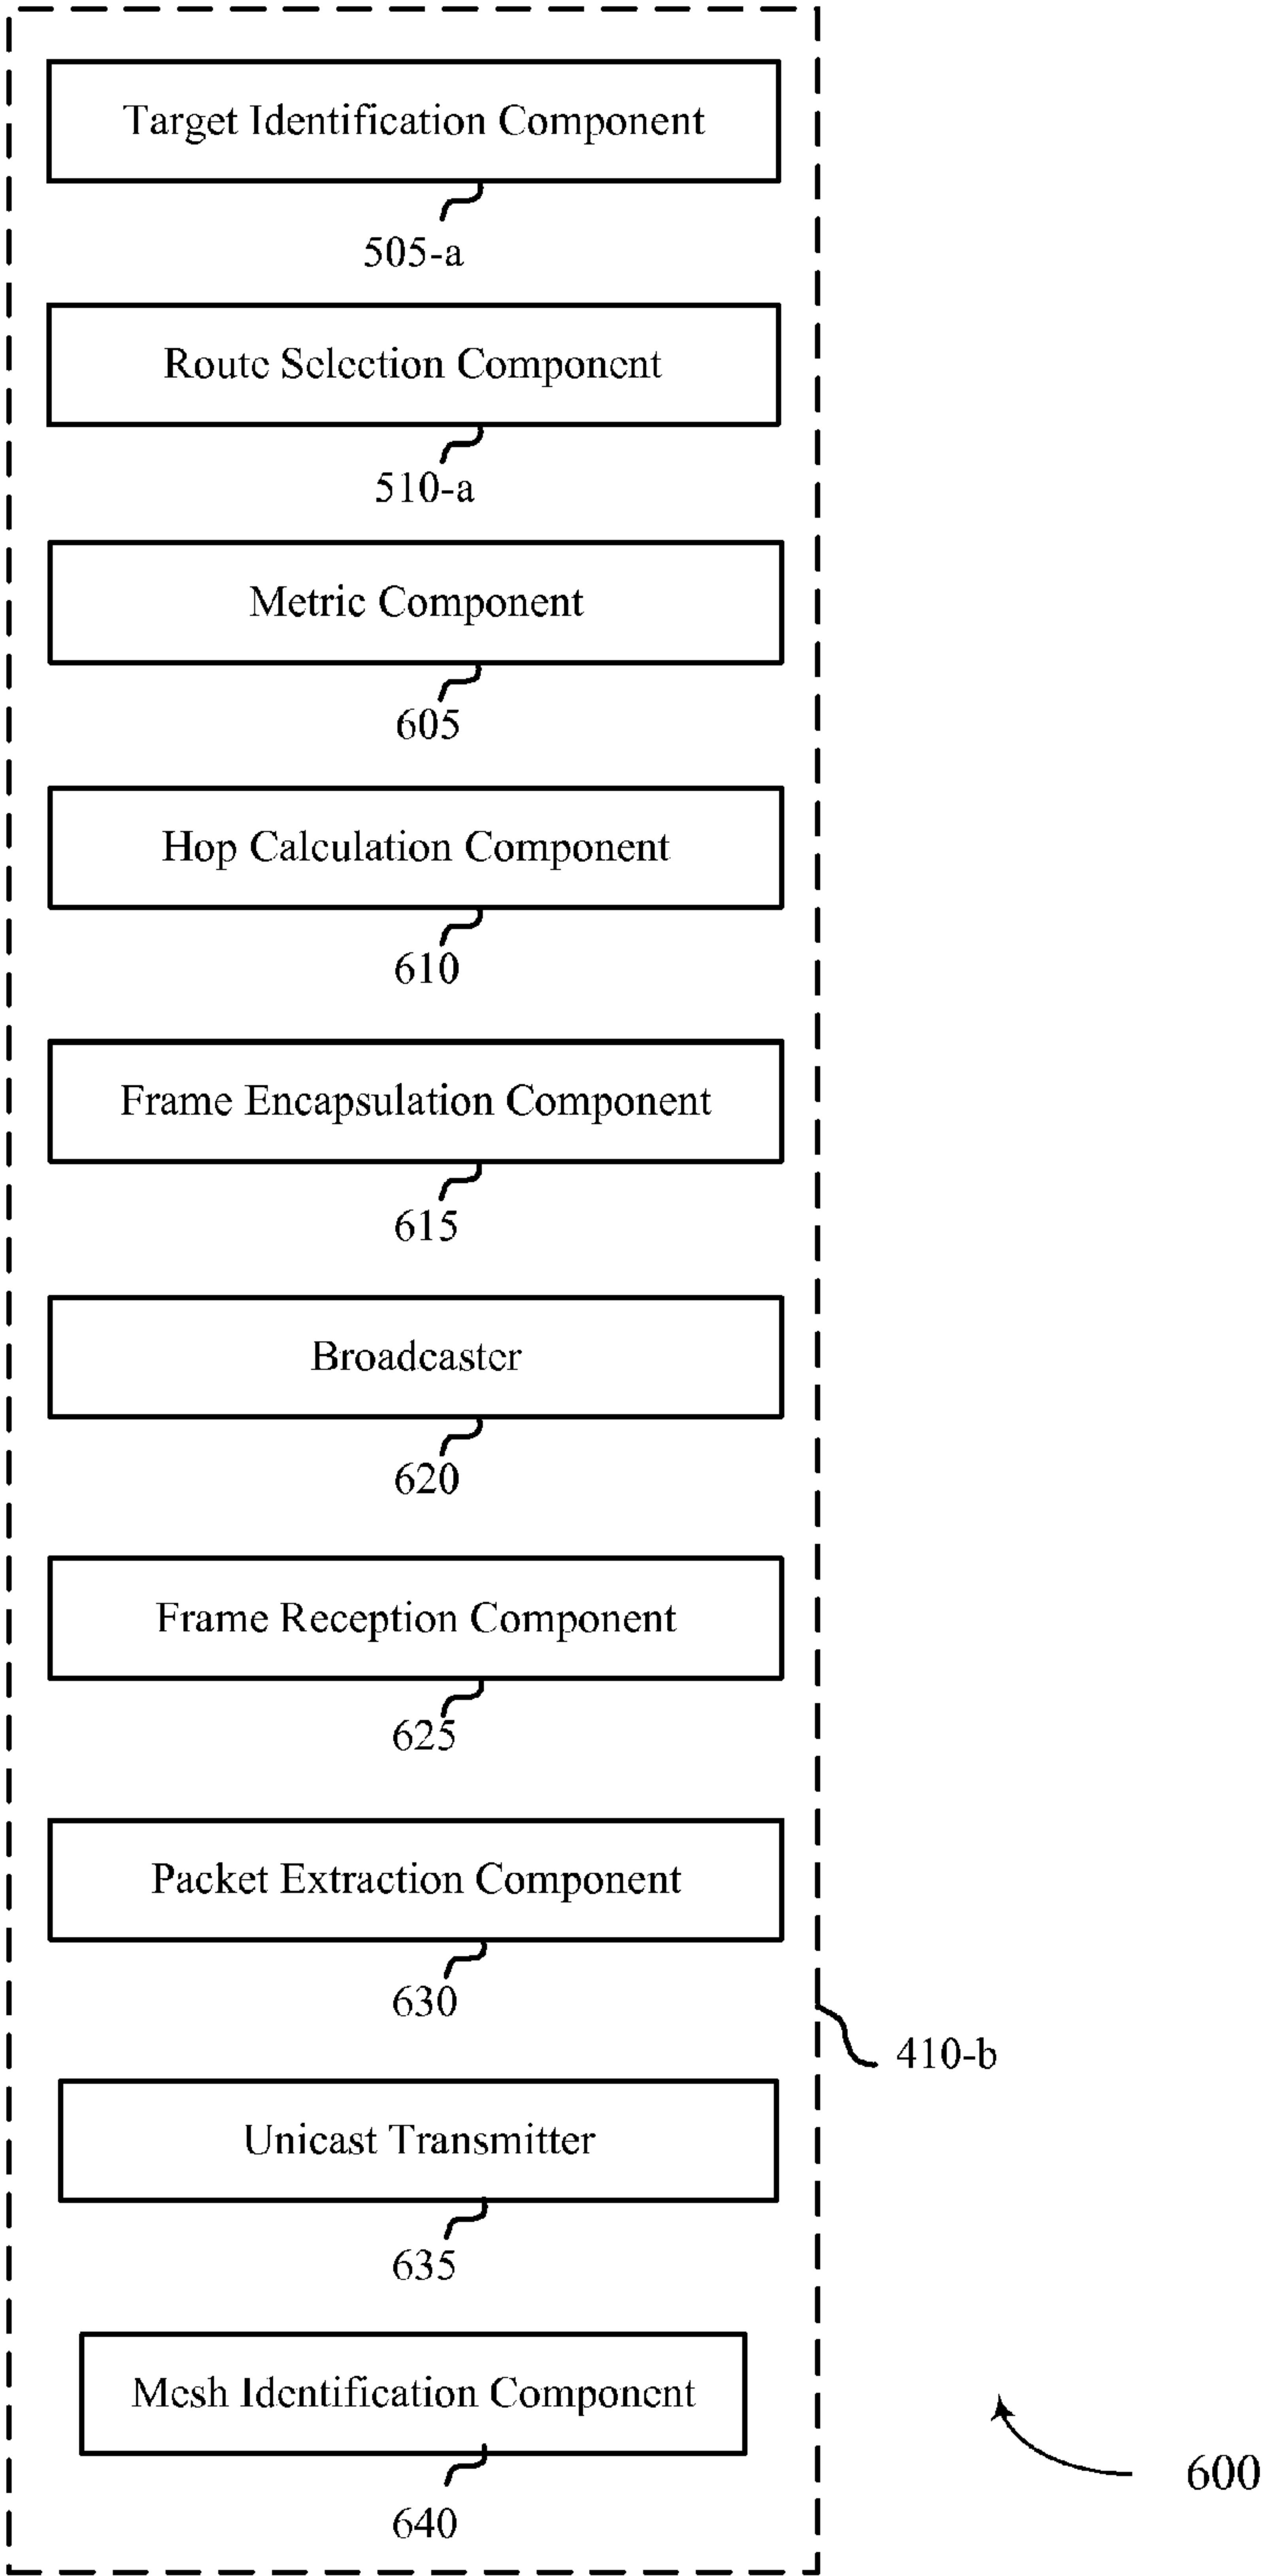 Target Identification Component
505-a
Route Selection Component
510-a
Metric Component
605
Hop Calculation Component
610
Frame Encapsulation Component
615
Broadcaster
620
Frame Reception Component
625
Packet Extraction Component
630
410-b
Unicast Transmitter
635
Mesh Identification Component
640
600